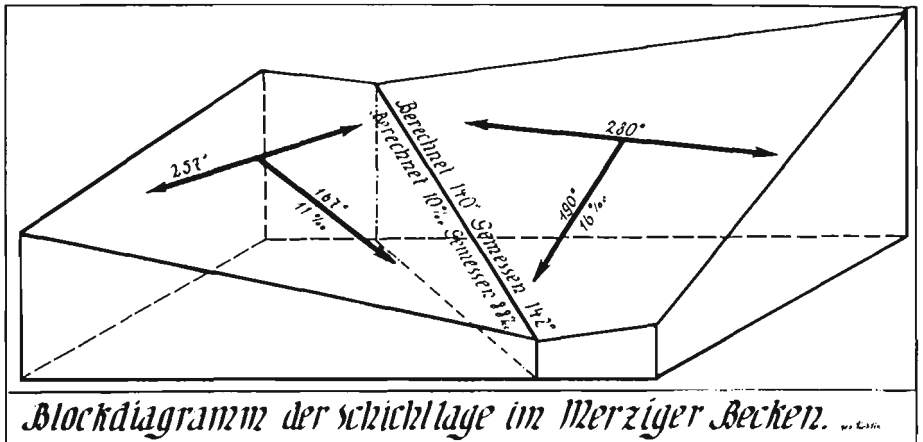 257°
167°
11‰
Berechnet 140° Gemessen 142°
Berechnet 10‰ Gemessen 8,8‰
280°
190°
16‰
Blockdiagramm der Schichtlage im Merziger Becken.